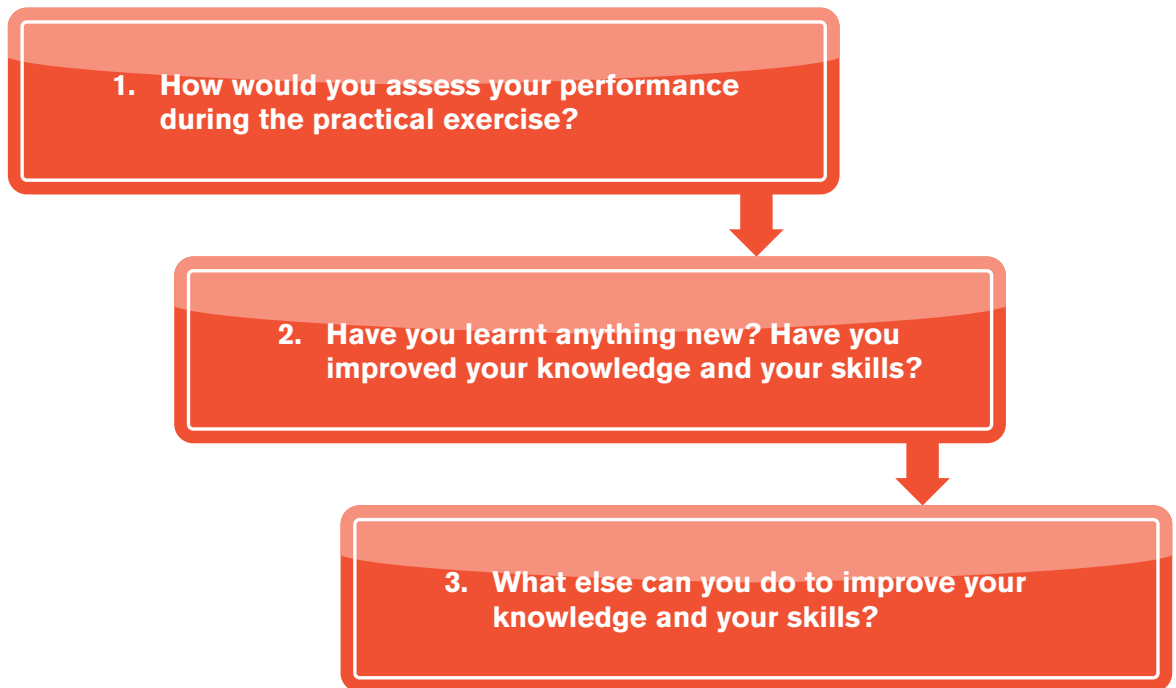 1. How would you assess your performance
during the practical exercise?
2. Have you learnt anything new? Have you
improved your knowledge and your skills?
3. What else can you do to improve your
knowledge and your skills?